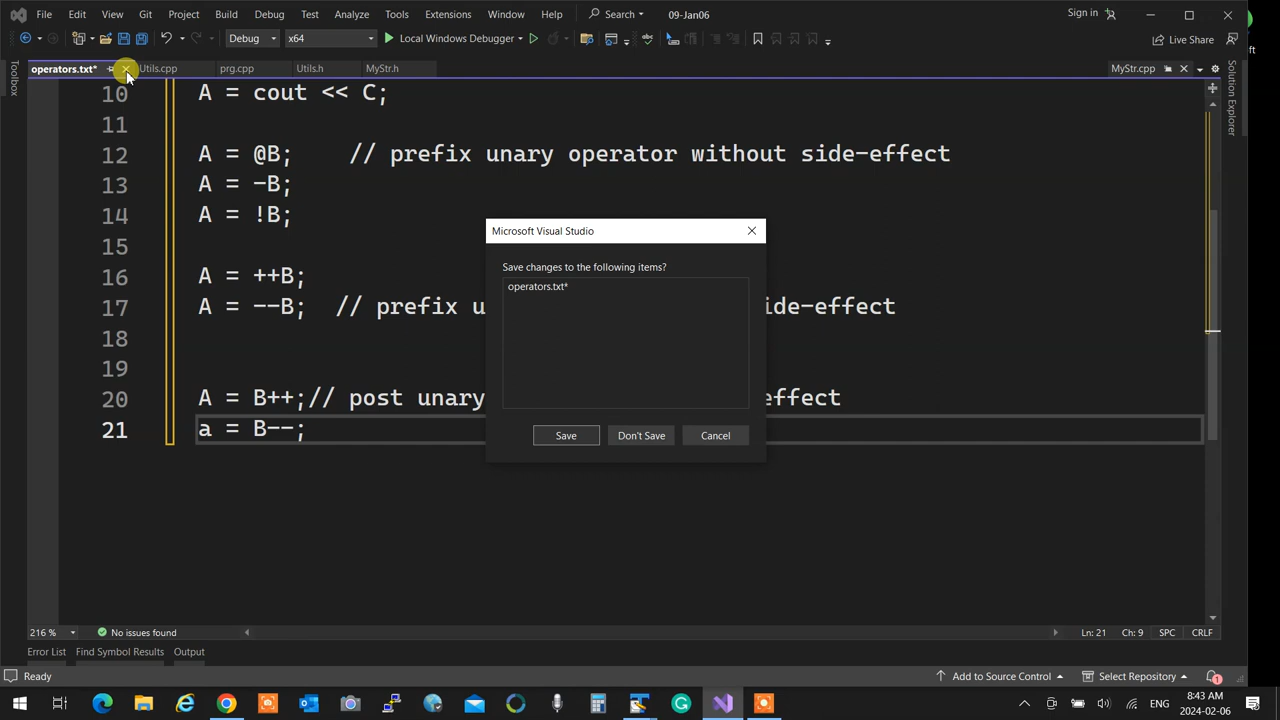 File Edit View Git Project Build Debug Test Analyze Tools Extensions Window Help Search 09-Jan06 Sign in
Debug x64 Local Windows Debugger Live Share
operators.txt* Utils.cpp prg.cpp Utils.h MyStr.h MyStr.cpp
Toolbox
Solution Explorer
ft
10 A = cout << C;
11
12 A = @B; // prefix unary operator without side-effect
13 A = -B;
14 A = !B;
15
16 A = ++B;
17 A = --B; // prefix u ide-effect
18
19
20 A = B++;// post unary effect
21 a = B--;
Microsoft Visual Studio
Save changes to the following items?
operators.txt*
Save Don't Save Cancel
216 % No issues found Ln: 21 Ch: 9 SPC CRLF
Error List Find Symbol Results Output
Ready Add to Source Control Select Repository 1
ENG 8:43 AM
2024-02-06